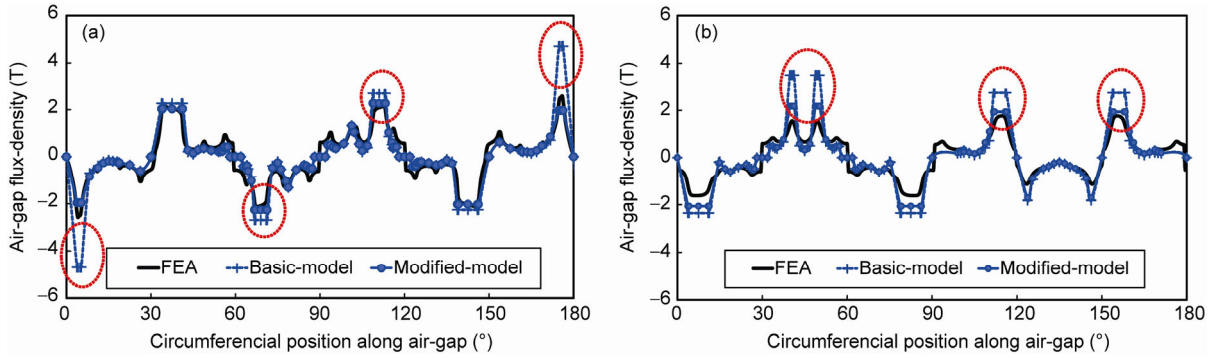 (a)
Air-gap flux-density (T)
6
4
2
0
−2
−4
−6
FEA Basic-model Modified-model
0 30 60 90 120 150 180
Circumferencial position along air-gap (°)
(b)
Air-gap flux-density (T)
6
4
2
0
−2
−4
−6
FEA Basic-model Modified-model
0 30 60 90 120 150 180
Circumferencial position along air-gap (°)